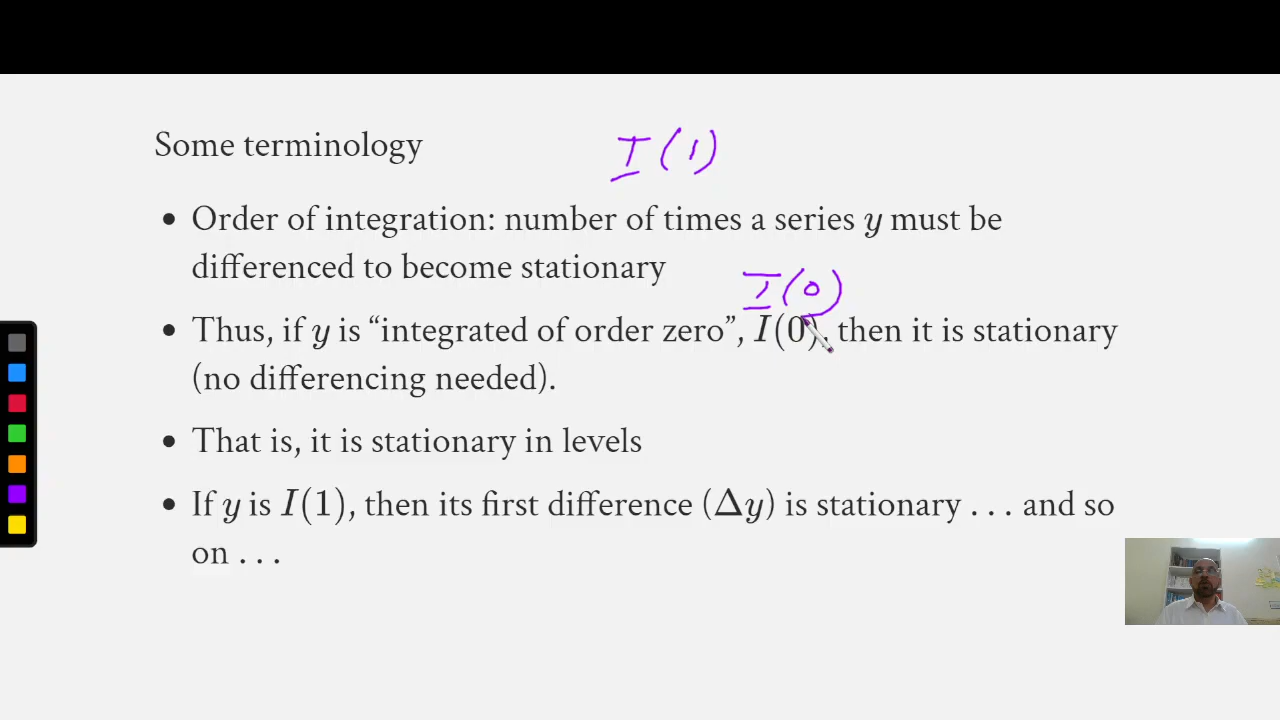 Some terminology
I(1)
• Order of integration: number of times a series y must be
differenced to become stationary
I(0)
• Thus, if y is “integrated of order zero”, I(0), then it is stationary
(no differencing needed).
• That is, it is stationary in levels
• If y is I(1), then its first difference (Δy) is stationary . . . and so
on . . .